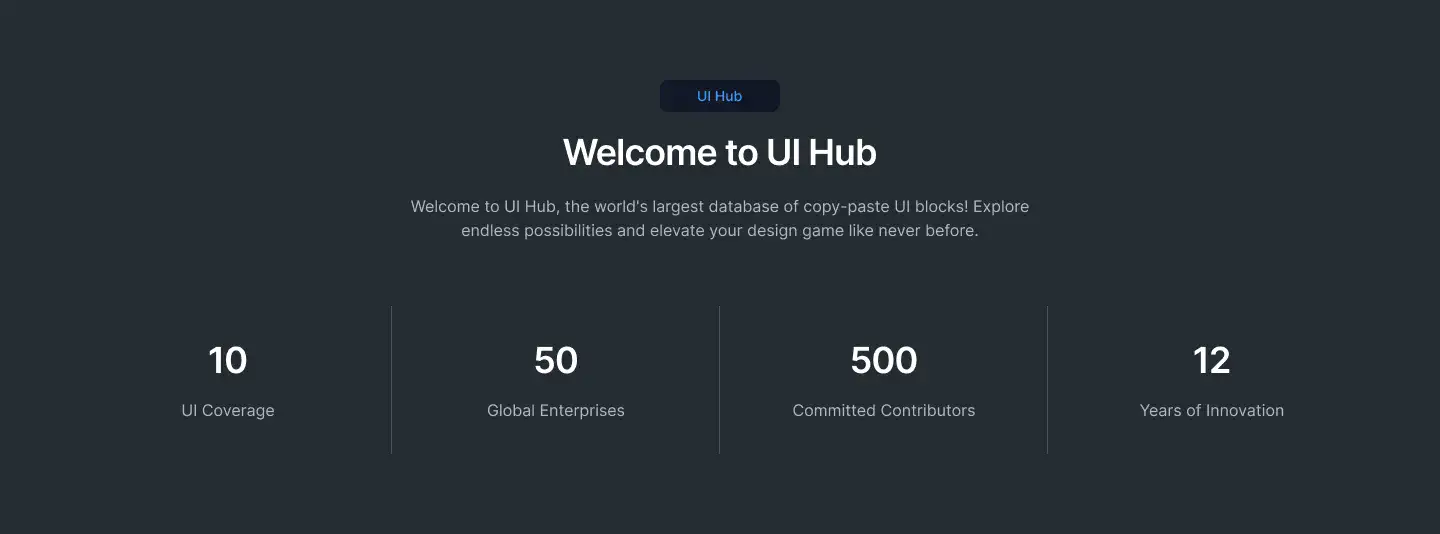 UI Hub
Welcome to UI Hub
Welcome to UI Hub, the world's largest database of copy-paste UI blocks! Explore
endless possibilities and elevate your design game like never before.
10
UI Coverage
50
Global Enterprises
500
Committed Contributors
12
Years of Innovation